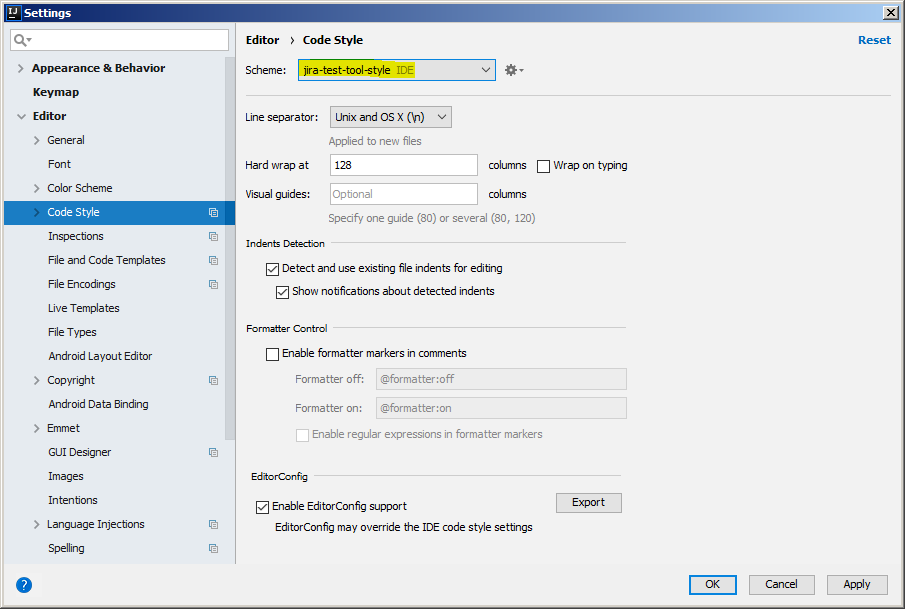 IJ Settings
Appearance & Behavior
Keymap
Editor
General
Font
Color Scheme
Code Style
Inspections
File and Code Templates
File Encodings
Live Templates
File Types
Android Layout Editor
Copyright
Android Data Binding
Emmet
GUI Designer
Images
Intentions
Language Injections
Spelling
?
Editor › Code Style
Reset
Scheme: jira-test-tool-style IDE
Line separator: Unix and OS X (\n)
Applied to new files
Hard wrap at 128 columns Wrap on typing
Visual guides: Optional columns
Specify one guide (80) or several (80, 120)
Indents Detection
Detect and use existing file indents for editing
Show notifications about detected indents
Formatter Control
Enable formatter markers in comments
Formatter off: @formatter:off
Formatter on: @formatter:on
Enable regular expressions in formatter markers
EditorConfig
Enable EditorConfig support Export
EditorConfig may override the IDE code style settings
OK Cancel Apply